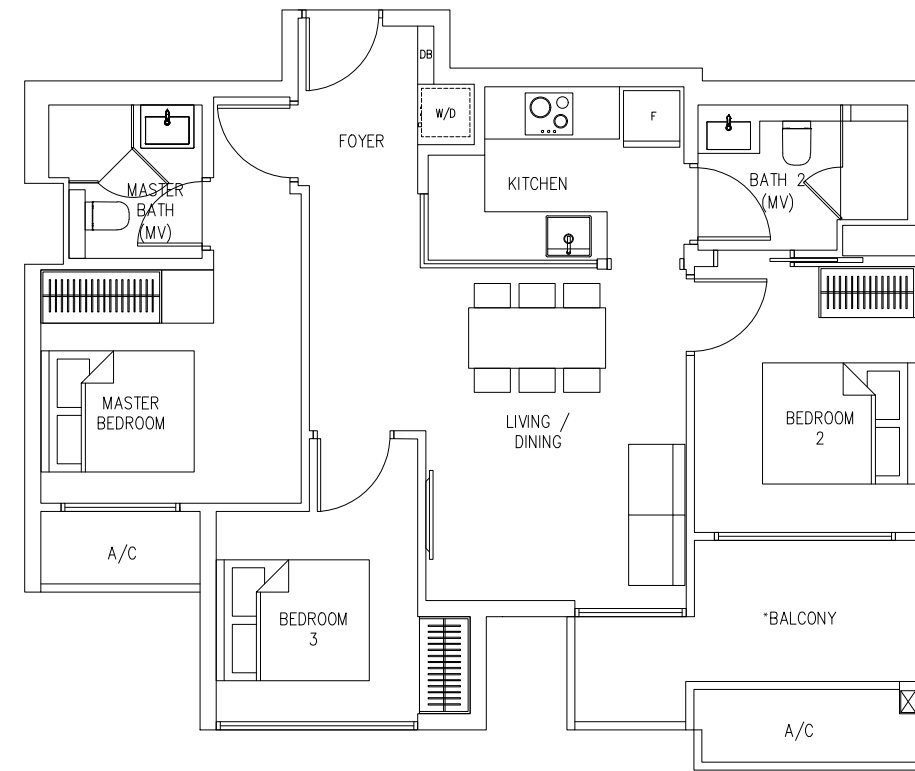 DB
W/D
F
FOYER
KITCHEN
MASTER
BATH
(MV)
BATH 2
(MV)
MASTER
BEDROOM
LIVING /
DINING
BEDROOM
2
A/C
BEDROOM
3
*BALCONY
A/C